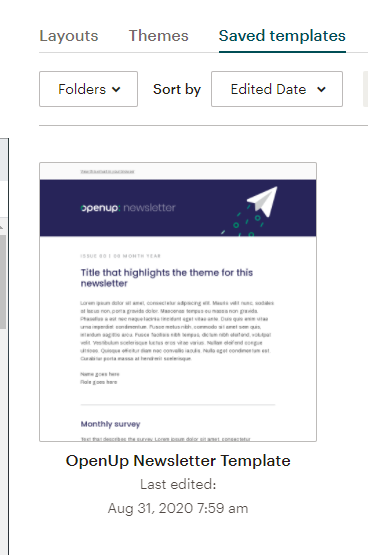 Layouts Themes Saved templates
Folders Sort by Edited Date
openup: newsletter
ISSUE 00 | 00 MONTH YEAR
Title that highlights the theme for this
newsletter
Lorem ipsum dolor sit amet, consectetur adipiscing elit. Mauris velit nunc, sodales
at lacus non, porta gravida dolor. Maecenas tempus eu massa non gravida.
Phasellus a est nec neque lacinia tincidunt eget vitae ante. Duis quis enim vitae
urna imperdiet condimentum. Fusce metus nibh, commodo sit amet sem quis,
interdum sagittis arcu. Fusce facilisis nibh tempus, dictum nibh eleifend, volutpat
velit. Vestibulum scelerisque luctus eros vitae varius. Nullam eleifend congue
ultrices. Quisque efficitur diam nec convallis iaculis. Nulla eget condimentum est.
Curabitur porta massa at hendrerit scelerisque.
Name goes here
Role goes here
Monthly survey
Text that describes the survey. Lorem ipsum dolor sit amet, consectetur
OpenUp Newsletter Template
Last edited:
Aug 31, 2020 7:59 am